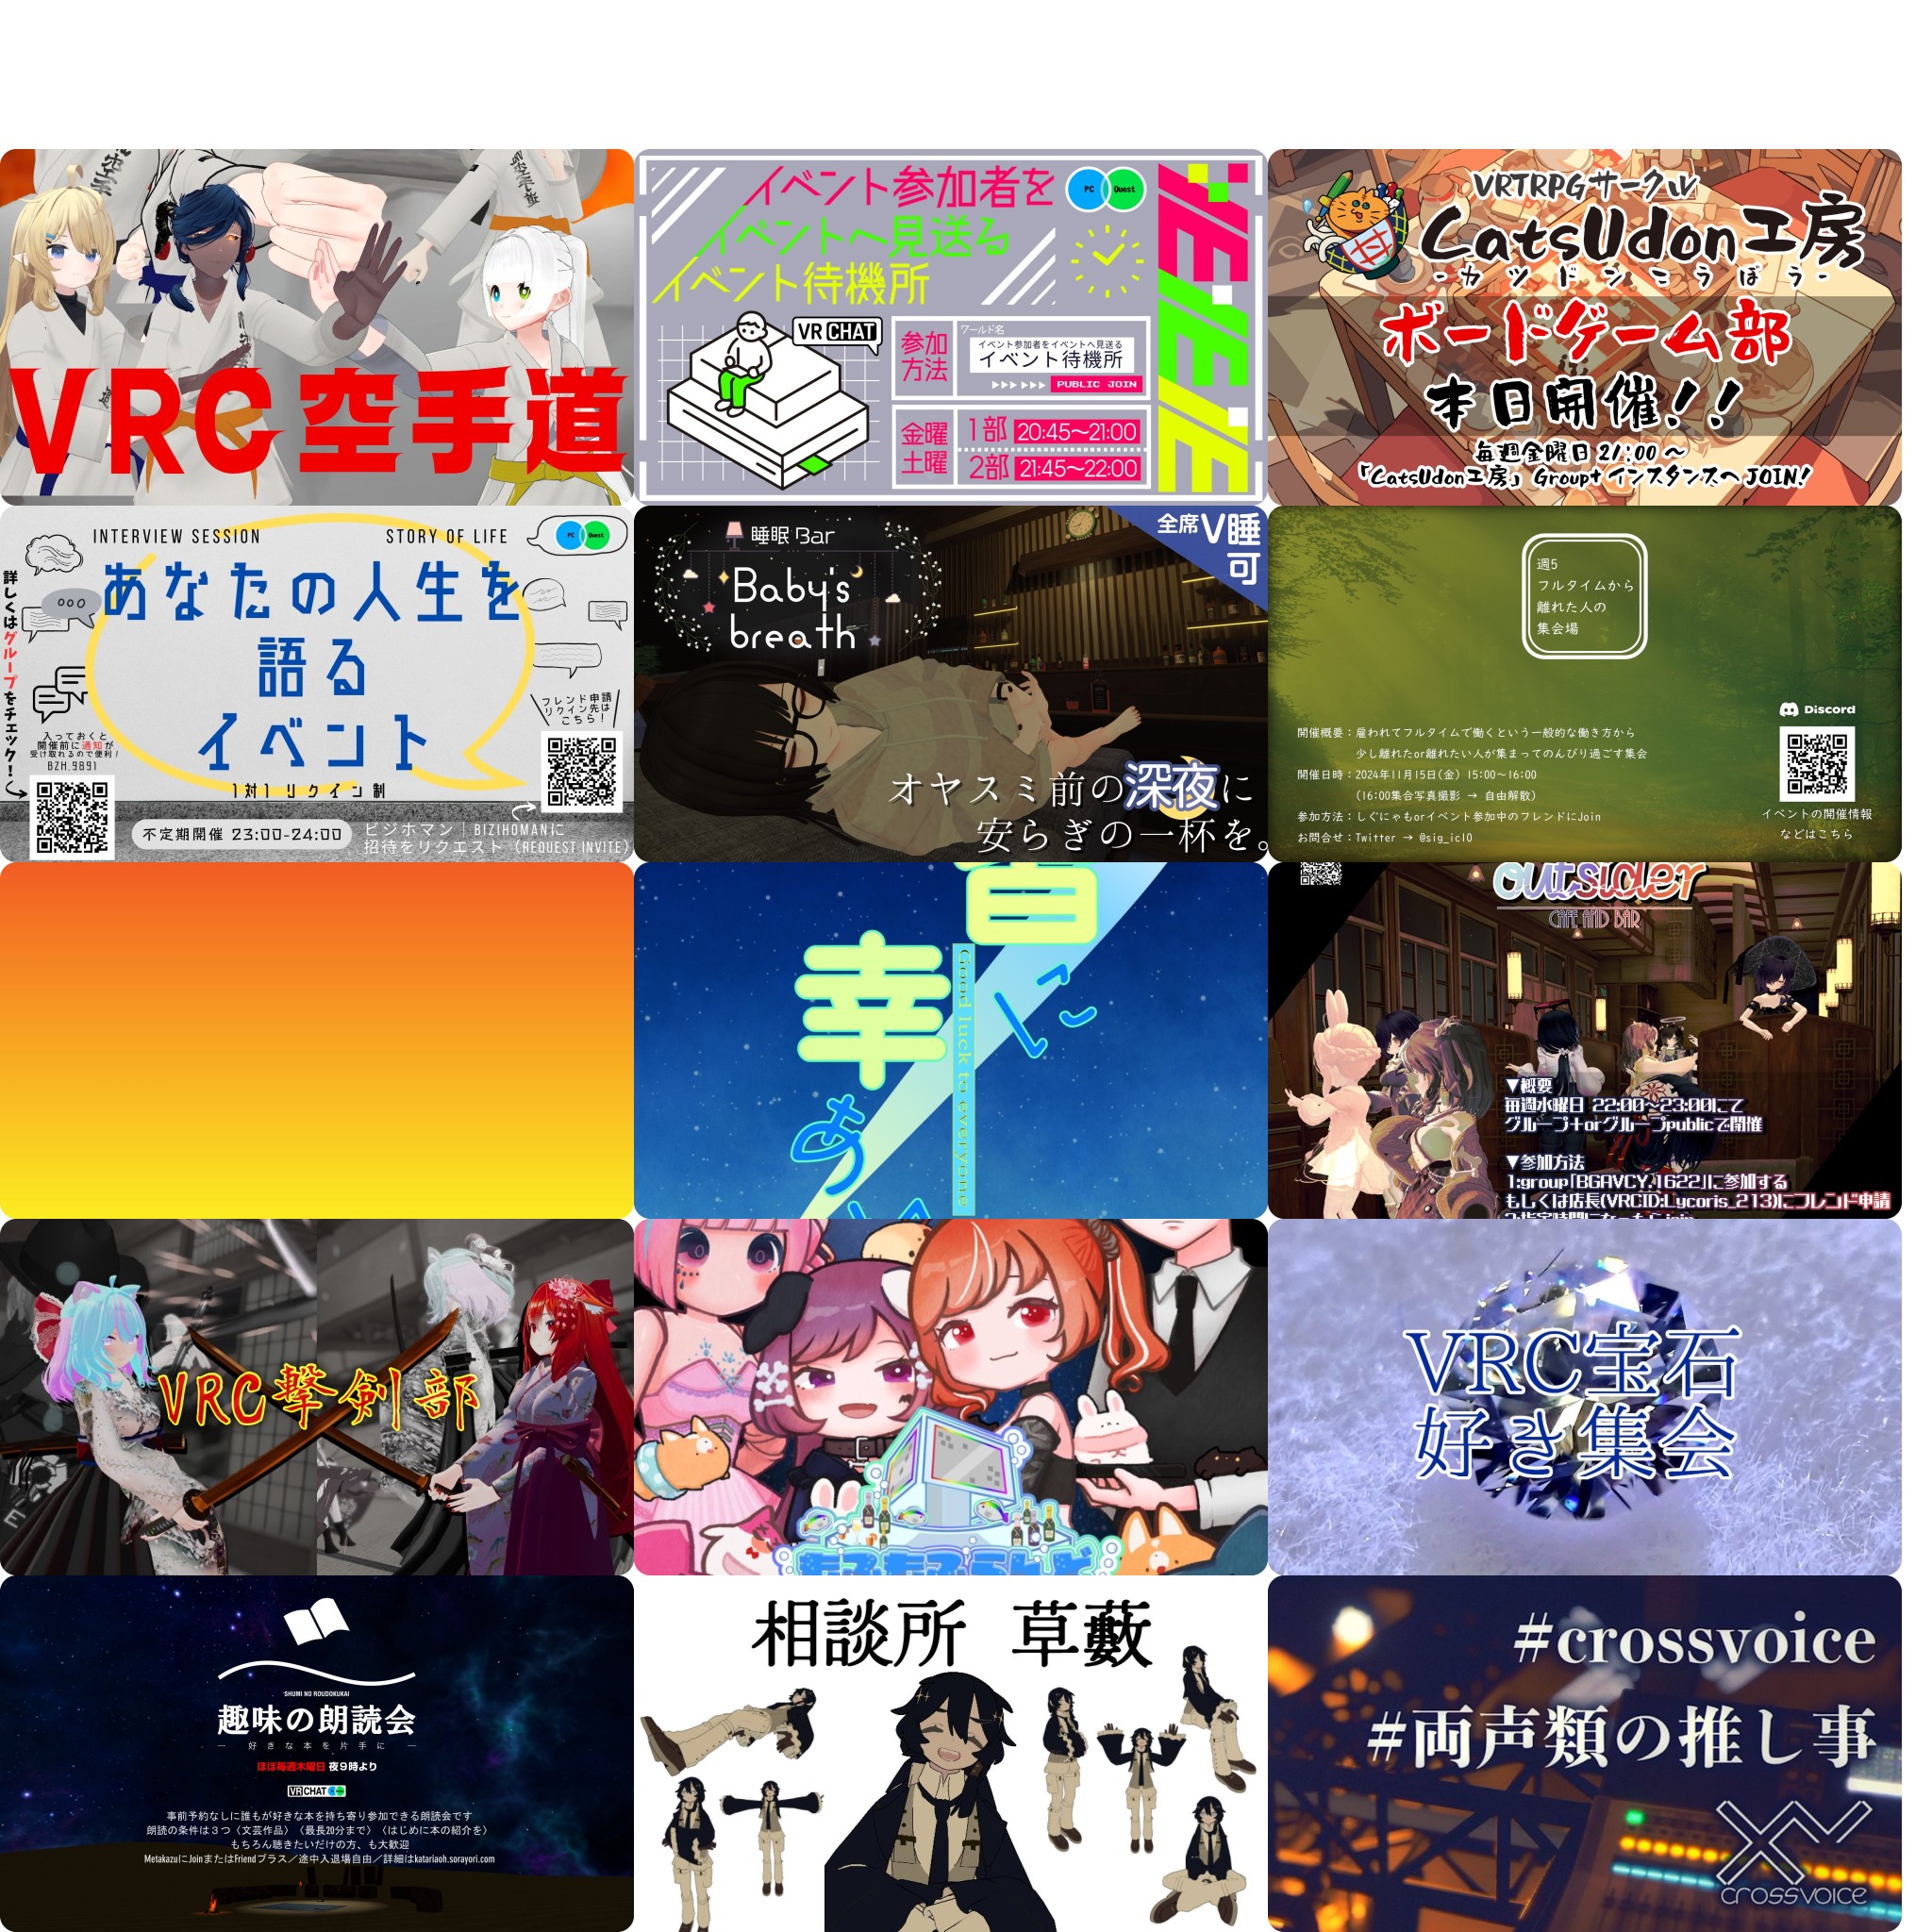 VRC空手道
イベント参加者を
イベントへ見送る
イベント待機所
PC Quest
VR CHAT
参加
方法
ワールド名
イベント参加者をイベントへ見送る
イベント待機所
PUBLIC JOIN
金曜
土曜
1部 20:45～21:00
2部 21:45～22:00
VRTRPGサークル
CatsUdon工房
-カツドンこうぼう-
ボードゲーム部
本日開催!!
毎週金曜日 21:00～
「CatsUdon工房」Group+インスタンスへJOIN!
INTERVIEW SESSION
STORY OF LIFE
PC Quest
あなたの人生を
語る
イベント
1対1リクイン制
詳しくはグループをチェック!
入っておくと
開催前に通知が
受け取れるので便利!
BZH.9891
フレンド申請
リクイン先は
こちら!
不定期開催 23:00-24:00
ビジホマン｜BIZIHOMANに
招待をリクエスト (REQUEST INVITE)
睡眠Bar
Baby's
breath
全席V睡
可
オヤスミ前の深夜に
安らぎの一杯を。
週5
フルタイムから
離れた人の
集会場
開催概要：雇われてフルタイムで働くという一般的な働き方から
少し離れたor離れたい人が集まってのんびり過ごす集会
開催日時：2024年11月15日(金) 15:00～16:00
(16:00集合写真撮影 → 自由解散)
参加方法：しぐにゃもorイベント参加中のフレンドにJoin
お問合せ：Twitter → @sig_icl0
Discord
イベントの開催情報
などはこちら
に
幸
あ
Good luck to everyone
outsider
CAFE AND BAR
▼概要
毎週水曜日 22:00～23:00にて
グループ+orグループpublicで開催
▼参加方法
1:group「BGAVCY.1622」に参加する
もしくは店長(VRCID:Lycoris_213)にフレンド申請
VRC撃剣部
VRC宝石
好き集会
SHUMI NO ROUDOKUKAI
趣味の朗読会
― 好きな本を片手に ―
ほぼ毎週木曜日 夜9時より
VRCHAT
事前予約なしに誰もが好きな本を持ち寄り参加できる朗読会です
朗読の条件は３つ〈文芸作品〉〈最長20分まで〉〈はじめに本の紹介を〉
もちろん聴きたいだけの方、も大歓迎
MetakazuにJoinまたはFriendプラス／途中入退場自由／詳細はkatariaoh.sorayori.com
相談所 草藪
#crossvoice
#両声類の推し事
crossvoice